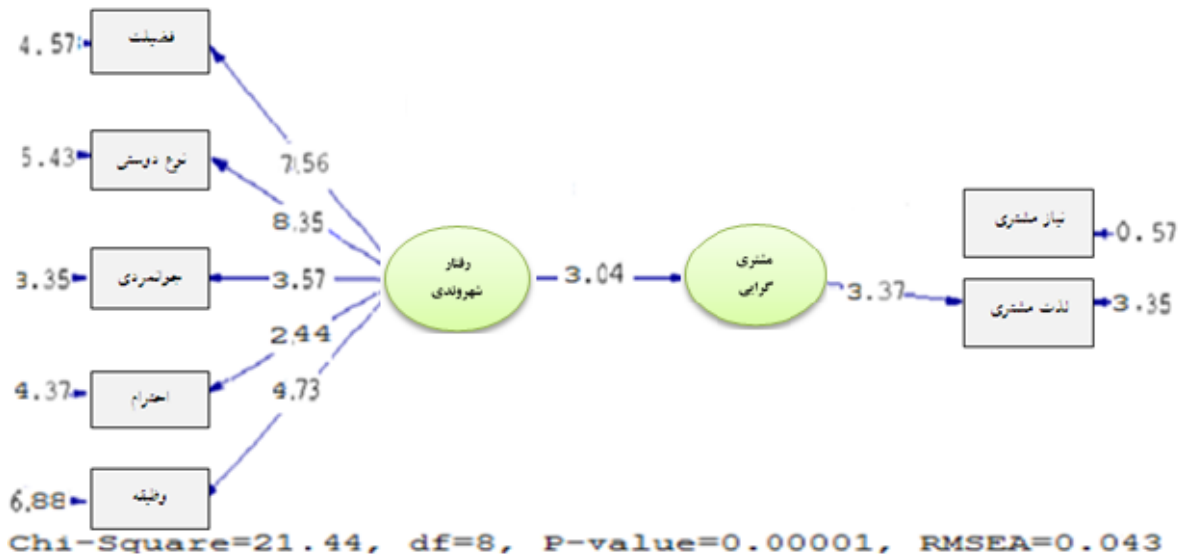 4.57
فضیلت
7.56
5.43
نوع دوستی
8.35
3.35
جوانمردی
3.57
رفتار
شهروندی
3.04
مشتری
گرایی
3.37
نیاز مشتری
0.57
لذت مشتری
3.35
2.44
4.37
احترام
4.73
6.88
وظیفه
Chi-Square=21.44, df=8, P-value=0.00001, RMSEA=0.043